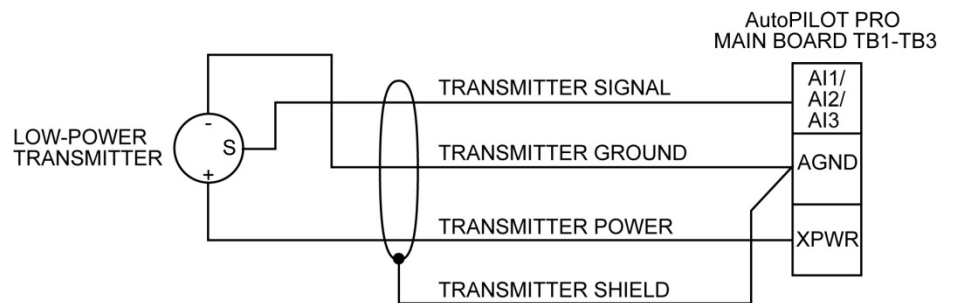 AutoPILOT PRO
MAIN BOARD TB1-TB3
AI1/
AI2/
AI3
TRANSMITTER SIGNAL
-
S
+
LOW-POWER
TRANSMITTER
TRANSMITTER GROUND
AGND
TRANSMITTER POWER
XPWR
TRANSMITTER SHIELD